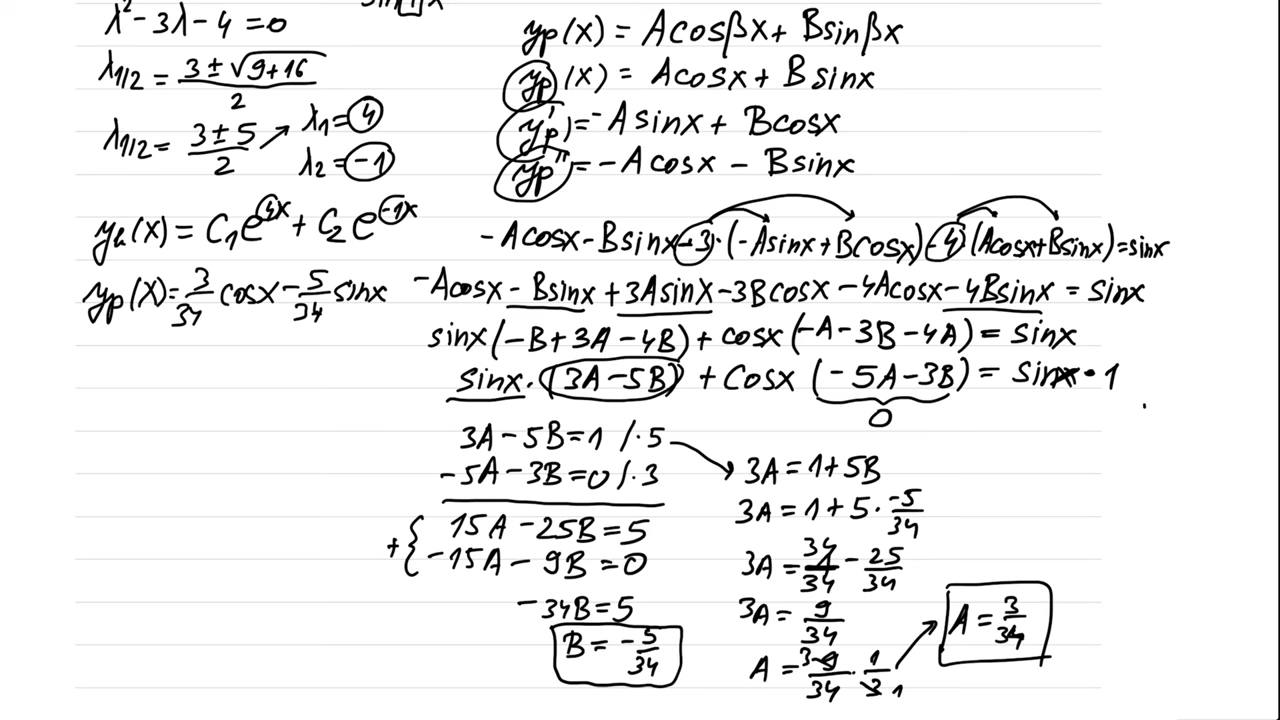 λ²-3λ-4=0
λ1/2 = (3±√(9+16))/2
λ1/2 = (3±5)/2 → λ1=4
λ2=-1
yh(x) = C1e^(4x) + C2e^(-1x)
yp(x)=3/34 cosx - 5/34 sinx
yp(x) = Acosβx + Bsinβx
yp(x) = Acosx + Bsinx
yp' = -Asinx + Bcosx
yp'' = -Acosx - Bsinx
-Acosx-Bsinx-3·(-Asinx+Bcosx)-4(Acosx+Bsinx)=sinx
-Acosx-Bsinx+3Asinx-3Bcosx-4Acosx-4Bsinx = sinx
sinx(-B+3A-4B) + cosx(-A-3B-4A) = sinx
sinx·(3A-5B) + cosx(-5A-3B) = sinx·1
0
3A-5B=1 /·5
-5A-3B=0 /·3
+{ 15A-25B=5
-15A-9B=0
-34B=5
B = -5/34
3A=1+5B
3A=1+5·-5/34
3A=34/34-25/34
3A=9/34
A=9/34·1/3
A=3/34